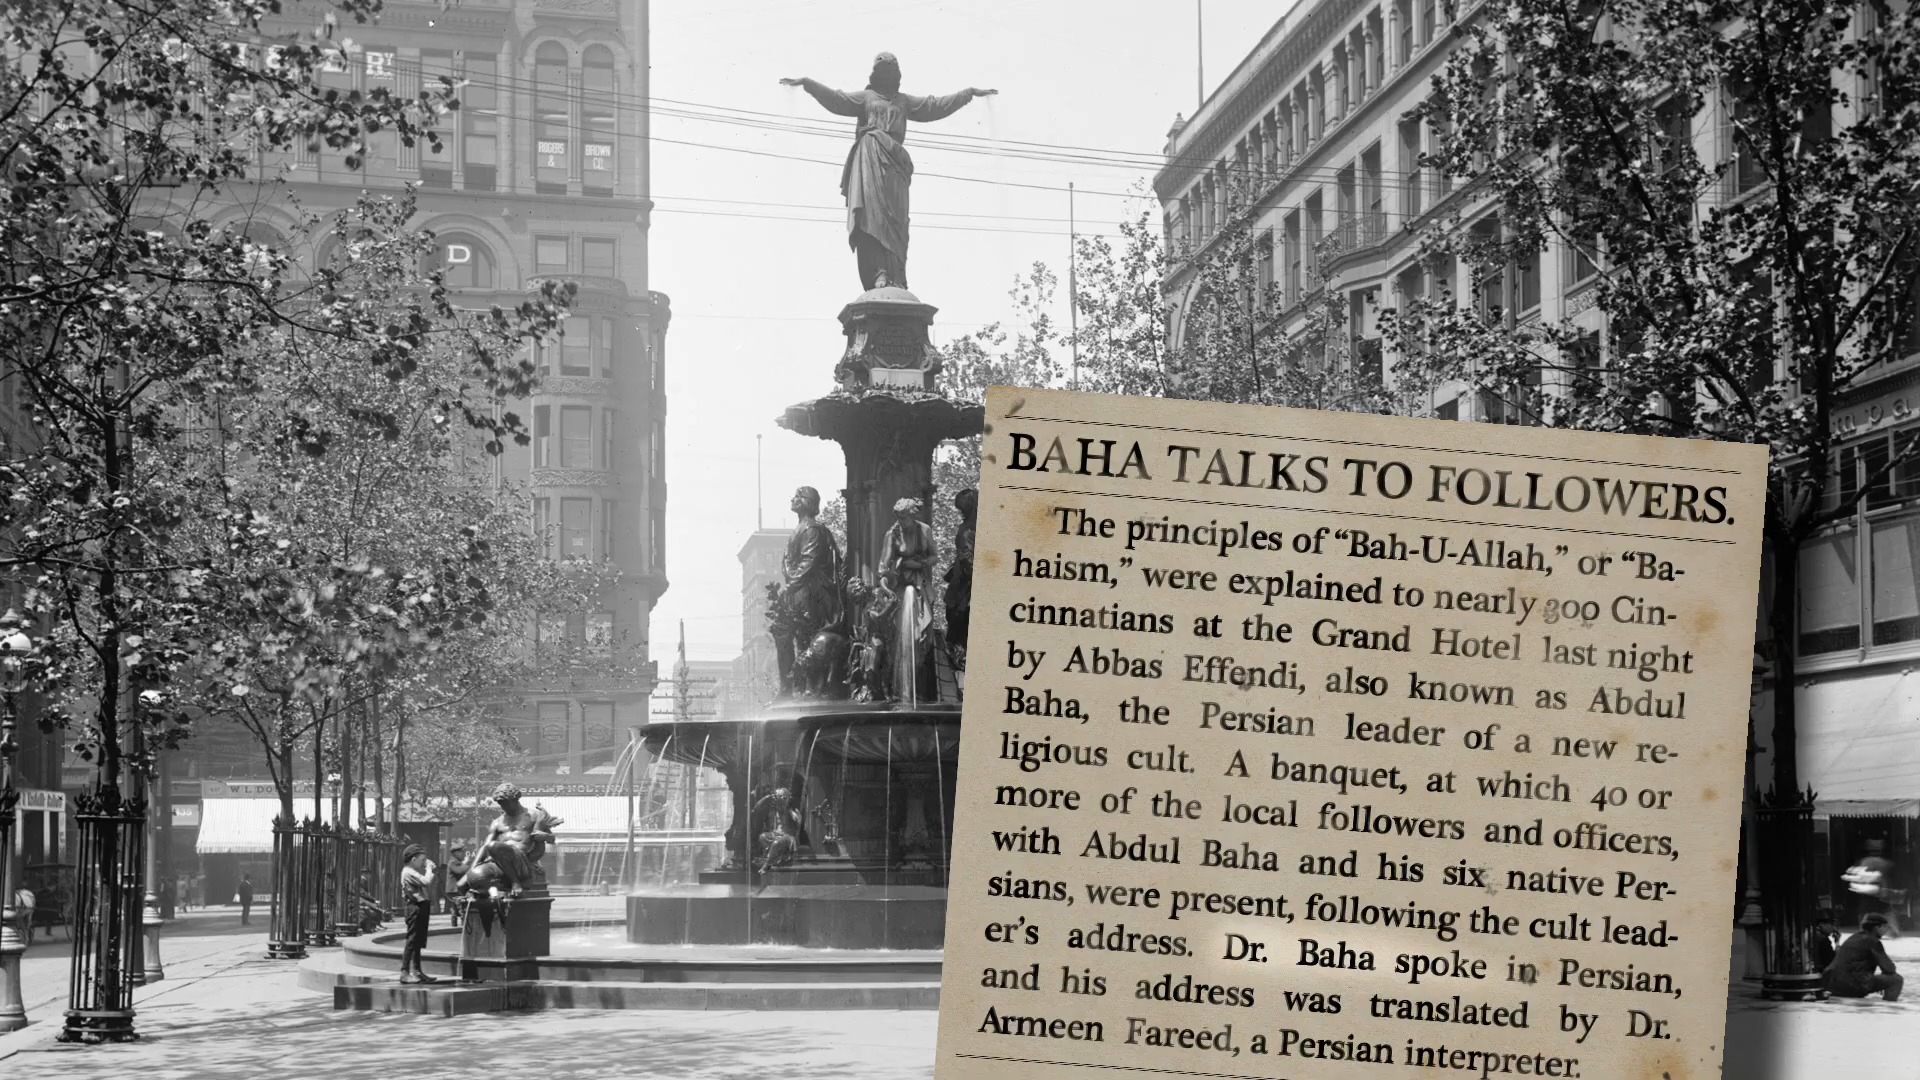 & RY
ROGERS BROWN
& CO.
D
W L DOUGLAS
BAHA TALKS TO FOLLOWERS.
The principles of “Bah-U-Allah,” or “Ba-
haism,” were explained to nearly 300 Cin-
cinnatians at the Grand Hotel last night
by Abbas Effendi, also known as Abdul
Baha, the Persian leader of a new re-
ligious cult. A banquet, at which 40 or
more of the local followers and officers,
with Abdul Baha and his six native Per-
sians, were present, following the cult lead-
er’s address. Dr. Baha spoke in Persian,
and his address was translated by Dr.
Armeen Fareed, a Persian interpreter.